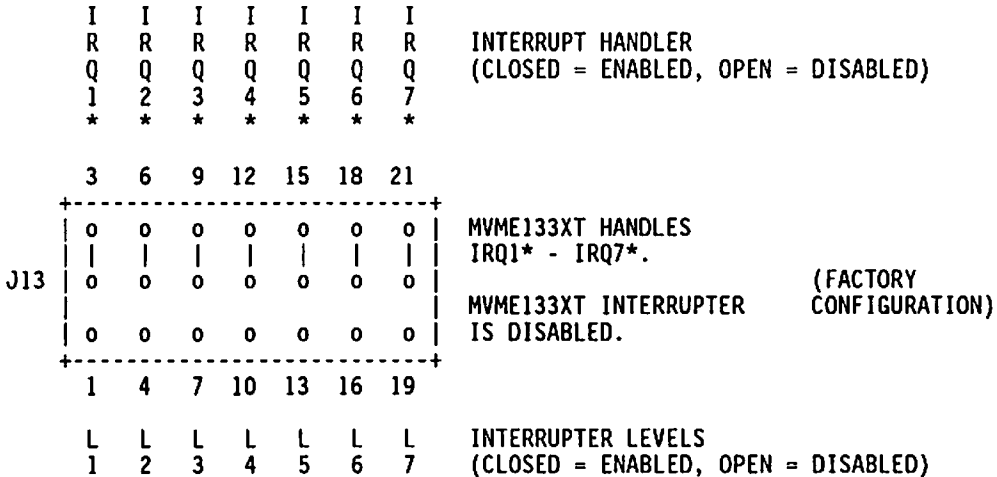 I I I I I I I
R R R R R R R INTERRUPT HANDLER
Q Q Q Q Q Q Q (CLOSED = ENABLED, OPEN = DISABLED)
1 2 3 4 5 6 7
* * * * * * *
3 6 9 12 15 18 21
o o o o o o o MVME133XT HANDLES
IRQ1* - IRQ7*.
J13 o o o o o o o (FACTORY
MVME133XT INTERRUPTER CONFIGURATION)
o o o o o o o IS DISABLED.
1 4 7 10 13 16 19
L L L L L L L INTERRUPTER LEVELS
1 2 3 4 5 6 7 (CLOSED = ENABLED, OPEN = DISABLED)